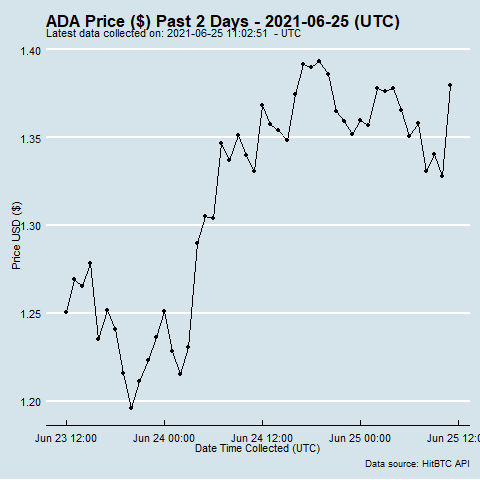 ADA Price ($) Past 2 Days - 2021-06-25 (UTC)
Latest data collected on: 2021-06-25 11:02:51 - UTC
1.40
1.35
1.30
1.25
1.20
Price USD ($)
Jun 23 12:00 Jun 24 00:00 Jun 24 12:00 Jun 25 00:00 Jun 25 12:00
Date Time Collected (UTC)
Data source: HitBTC API